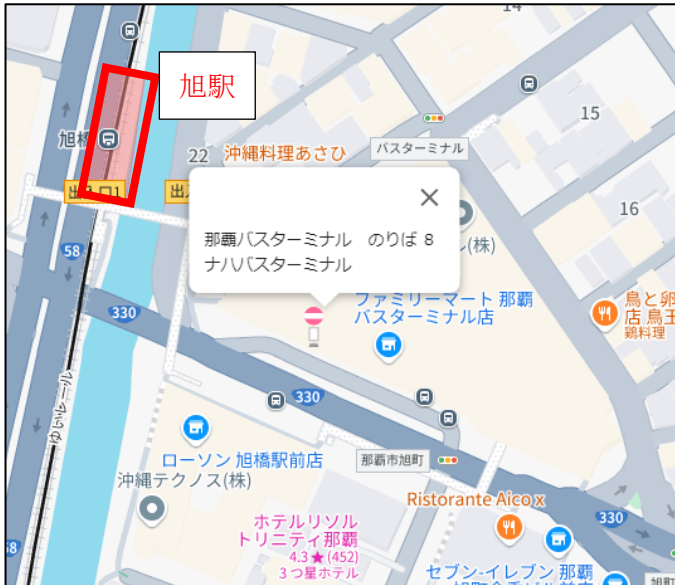 14
旭駅
15
旭橋
バスターミナル
22
沖縄料理あさひ
出入口1
16
那覇バスターミナル のりば 8
ナハバスターミナル
(株)
58
ファミリーマート 那覇
バスターミナル店
鳥と卵
店 鳥王
鶏料理
330
330
ゆいレール
ローソン 旭橋駅前店
那覇市旭町
沖縄テクノス(株)
Ristorante Aico x
ホテルリソル
トリニティ那覇
4.3★(452)
3 つ星ホテル
330
58
セブン-イレブン 那覇
旭町